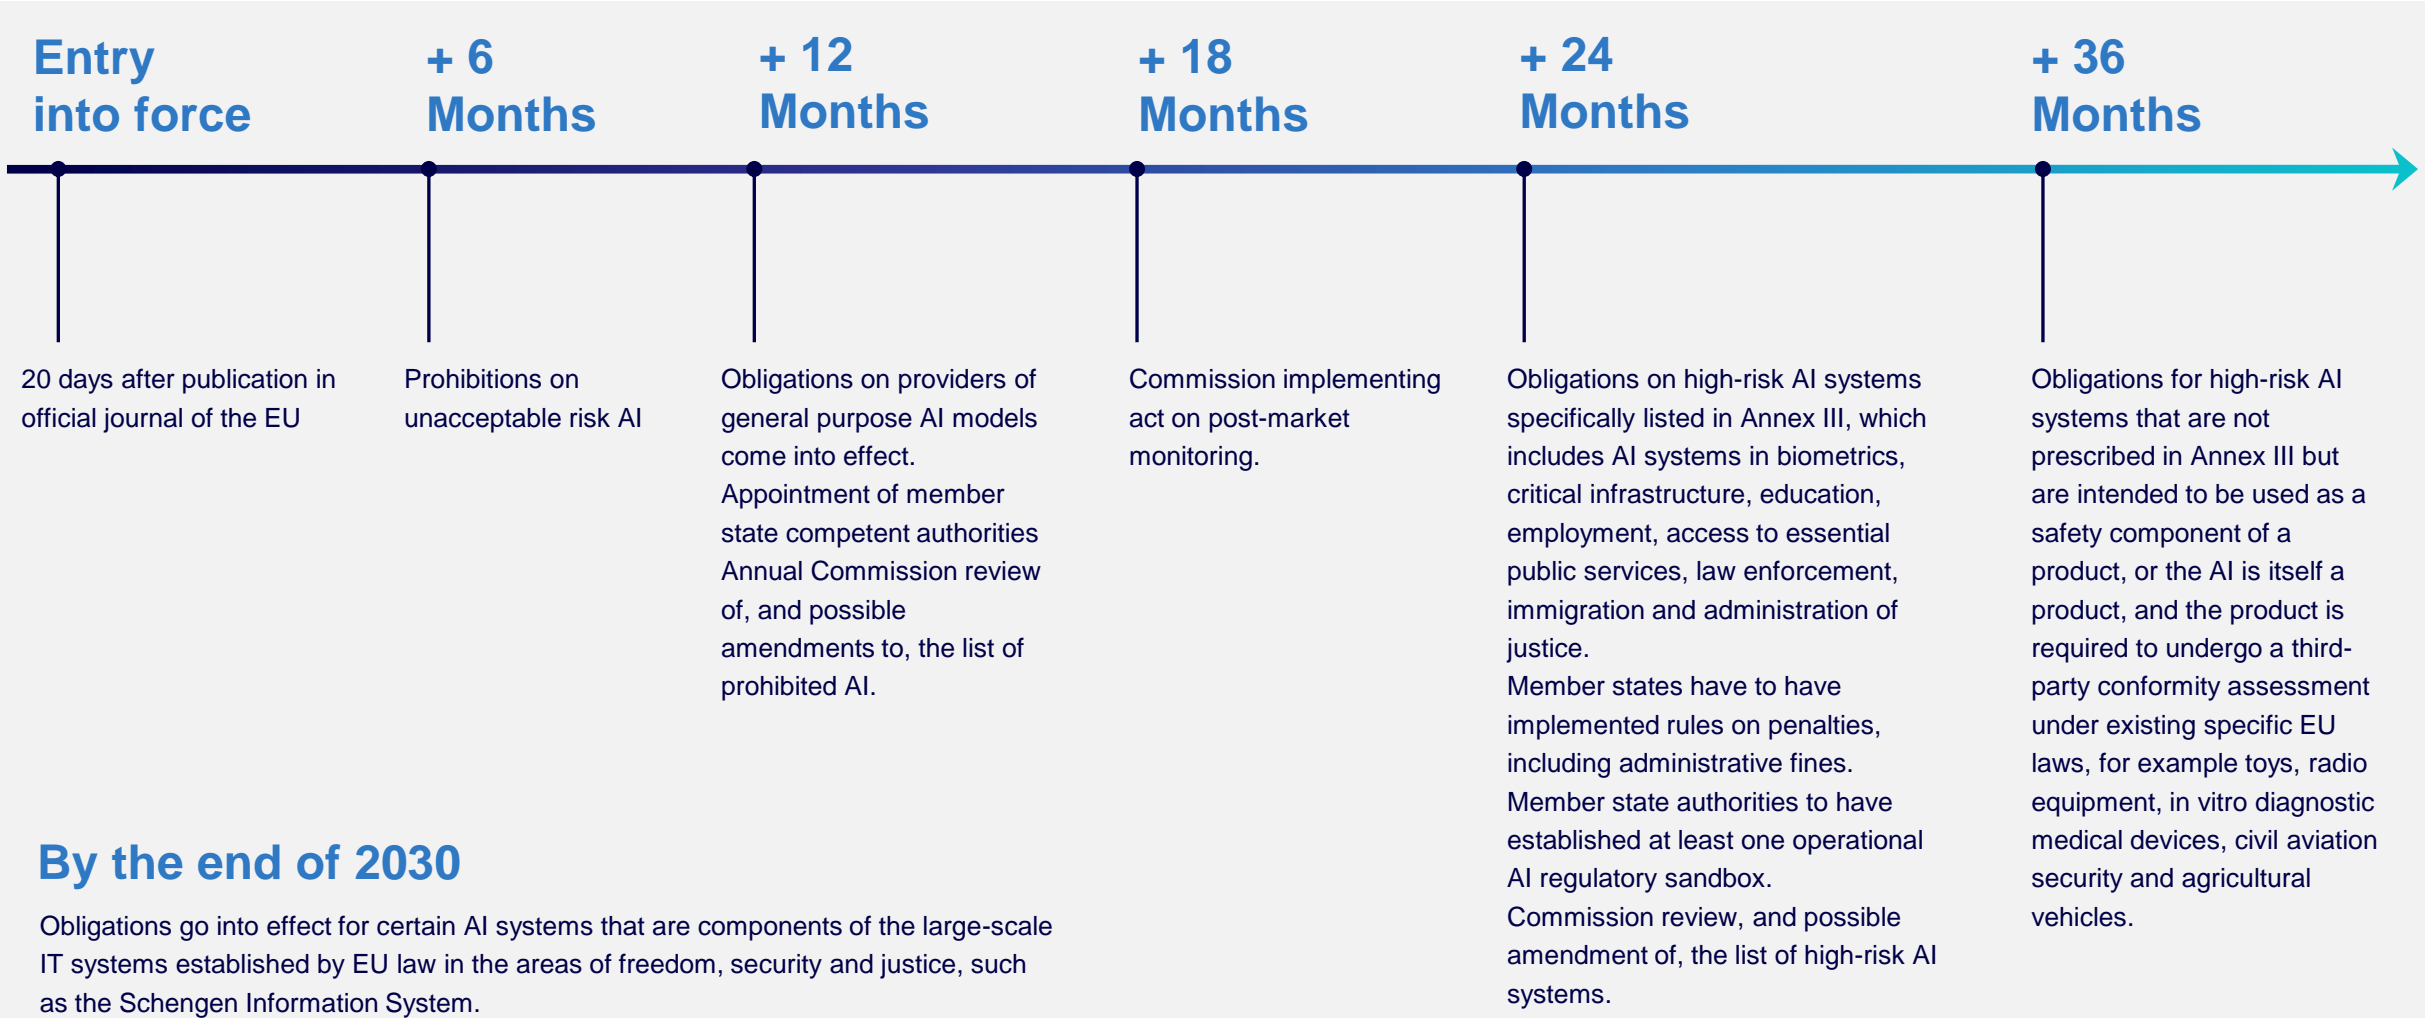 Entry
into force
20 days after publication in
official journal of the EU
+ 6
Months
Prohibitions on
unacceptable risk AI
+ 12
Months
Obligations on providers of
general purpose AI models
come into effect.
Appointment of member
state competent authorities
Annual Commission review
of, and possible
amendments to, the list of
prohibited AI.
+ 18
Months
Commission implementing
act on post-market
monitoring.
+ 24
Months
Obligations on high-risk AI systems
specifically listed in Annex III, which
includes AI systems in biometrics,
critical infrastructure, education,
employment, access to essential
public services, law enforcement,
immigration and administration of
justice.
Member states have to have
implemented rules on penalties,
including administrative fines.
Member state authorities to have
established at least one operational
AI regulatory sandbox.
Commission review, and possible
amendment of, the list of high-risk AI
systems.
+ 36
Months
Obligations for high-risk AI
systems that are not
prescribed in Annex III but
are intended to be used as a
safety component of a
product, or the AI is itself a
product, and the product is
required to undergo a third-
party conformity assessment
under existing specific EU
laws, for example toys, radio
equipment, in vitro diagnostic
medical devices, civil aviation
security and agricultural
vehicles.
By the end of 2030
Obligations go into effect for certain AI systems that are components of the large-scale
IT systems established by EU law in the areas of freedom, security and justice, such
as the Schengen Information System.